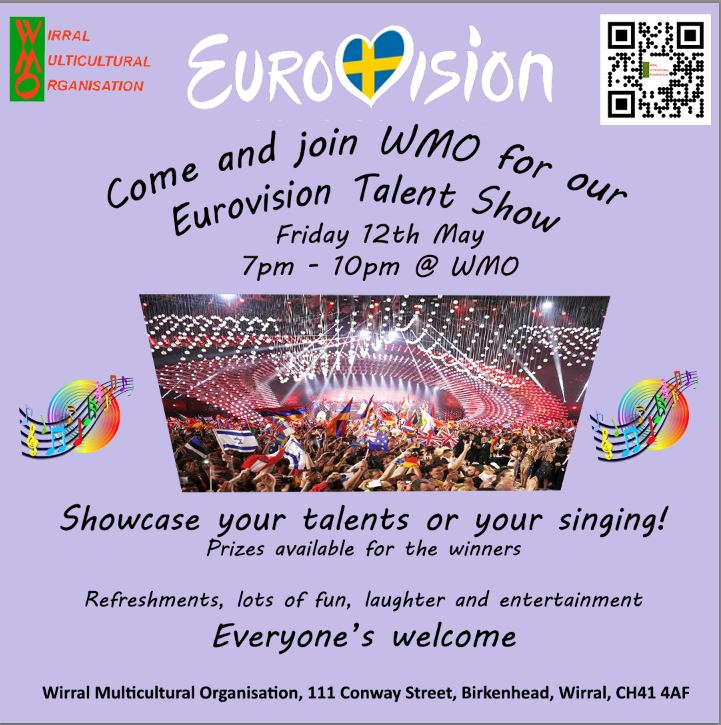 WIRRAL
MULTICULTURAL
ORGANISATION
EUROVISION
Come and join WMO for our
Eurovision Talent Show
Friday 12th May
7pm - 10pm @ WMO
Showcase your talents or your singing!
Prizes available for the winners
Refreshments, lots of fun, laughter and entertainment
Everyone's welcome
Wirral Multicultural Organisation, 111 Conway Street, Birkenhead, Wirral, CH41 4AF